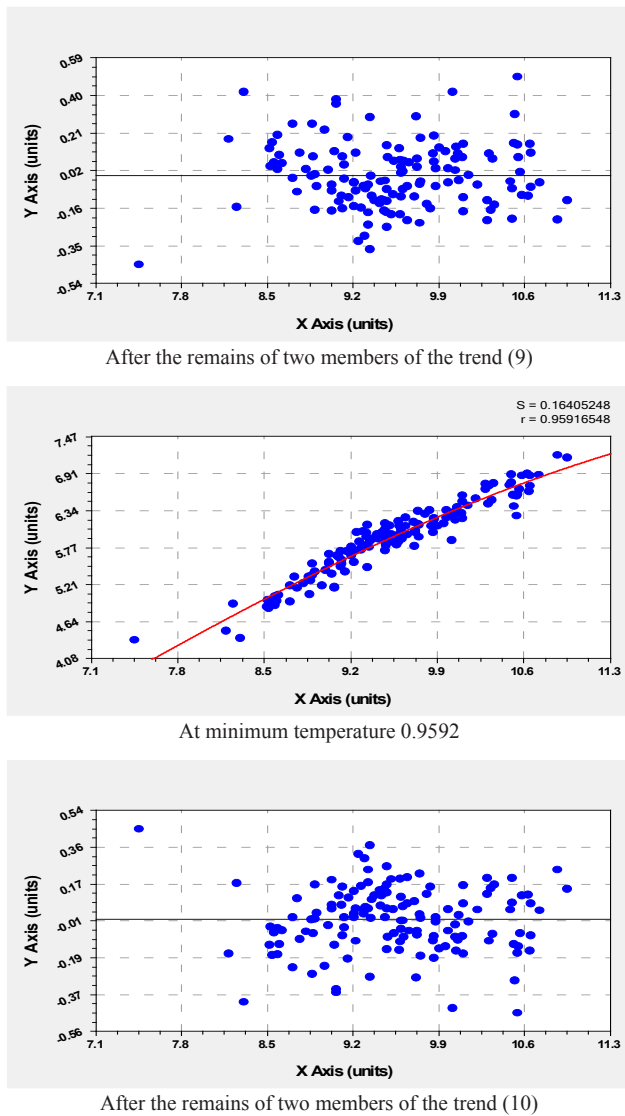 0.59
0.40
0.21
0.02
-0.16
-0.35
-0.54
Y Axis (units)
7.1 7.8 8.5 9.2 9.9 10.6 11.3
X Axis (units)
After the remains of two members of the trend (9)
S = 0.16405248
r = 0.95916548
7.47
6.91
6.34
5.77
5.21
4.64
4.08
Y Axis (units)
7.1 7.8 8.5 9.2 9.9 10.6 11.3
X Axis (units)
At minimum temperature 0.9592
0.54
0.36
0.17
-0.01
-0.19
-0.37
-0.56
Y Axis (units)
7.1 7.8 8.5 9.2 9.9 10.6 11.3
X Axis (units)
After the remains of two members of the trend (10)